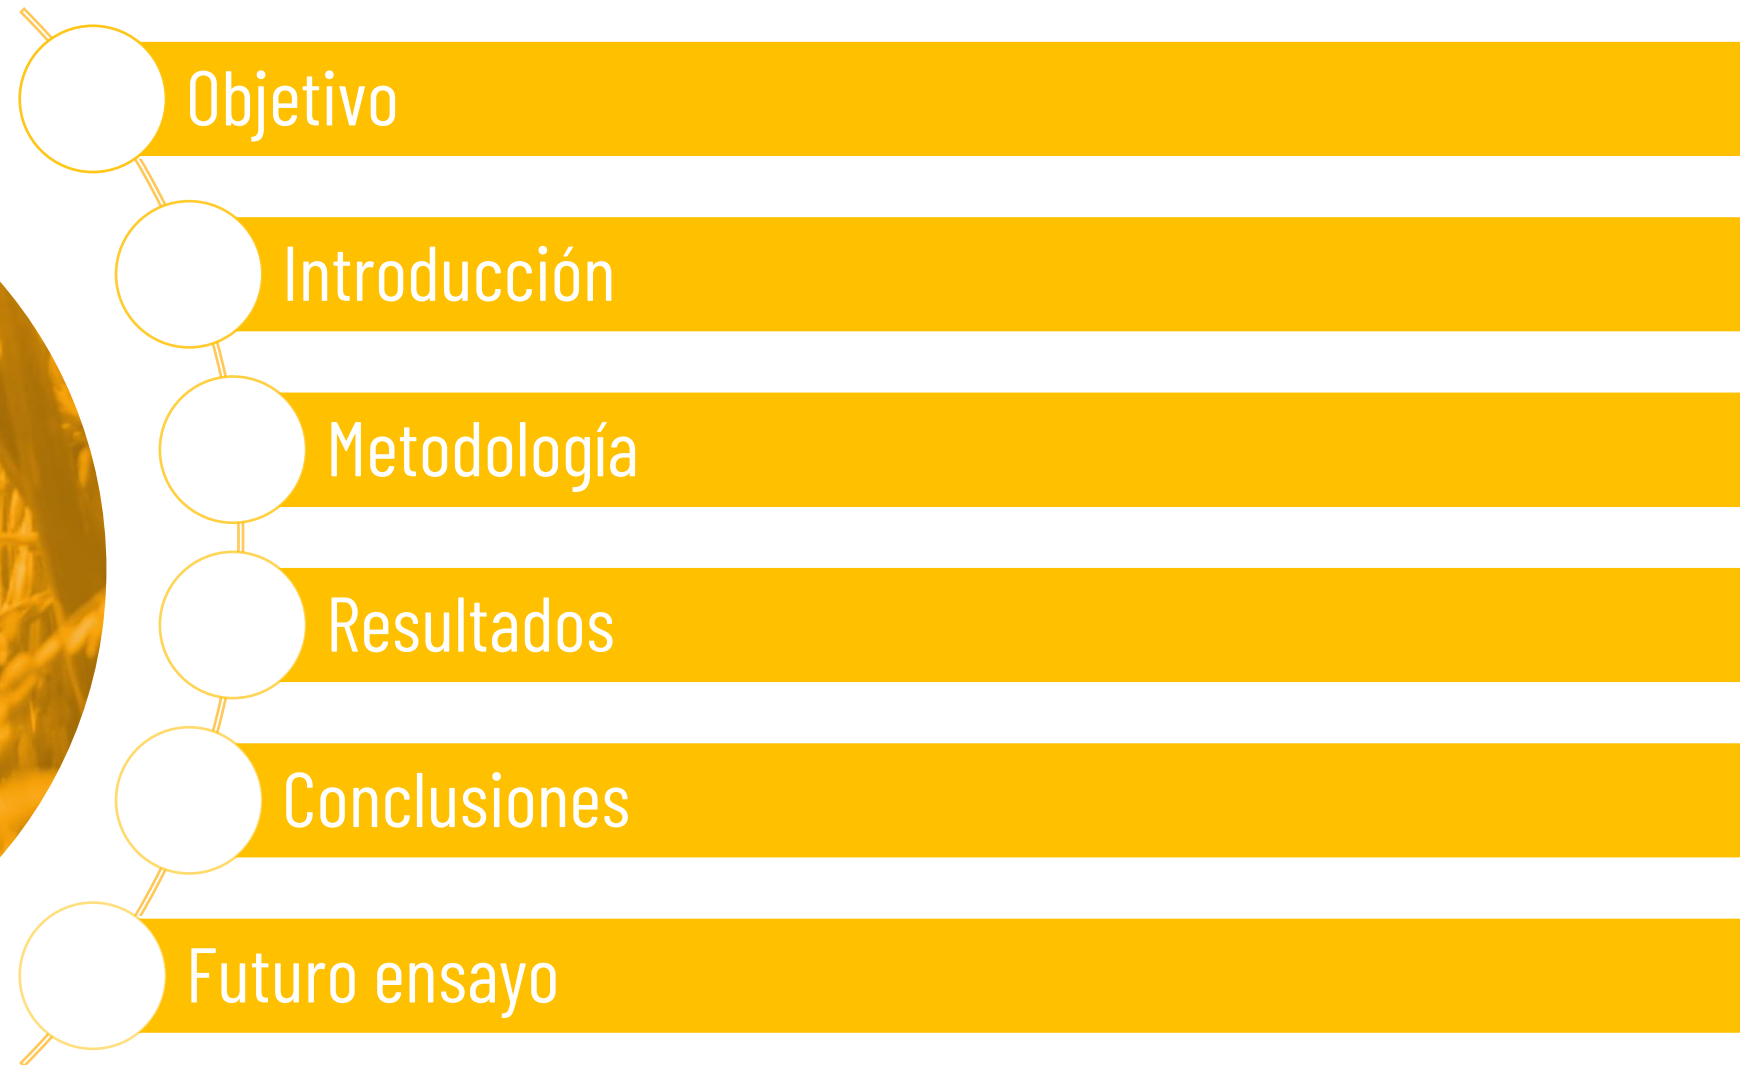 Objetivo
Introducción
Metodología
Resultados
Conclusiones
Futuro ensayo